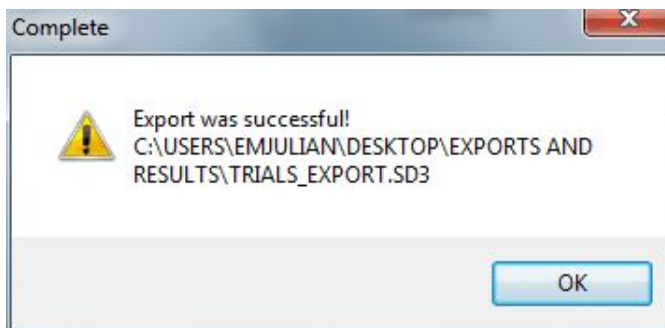 Complete
Export was successful!
C:\USERS\EMJULIAN\DESKTOP\EXPORTS AND
RESULTS\TRIALS_EXPORT.SD3
OK